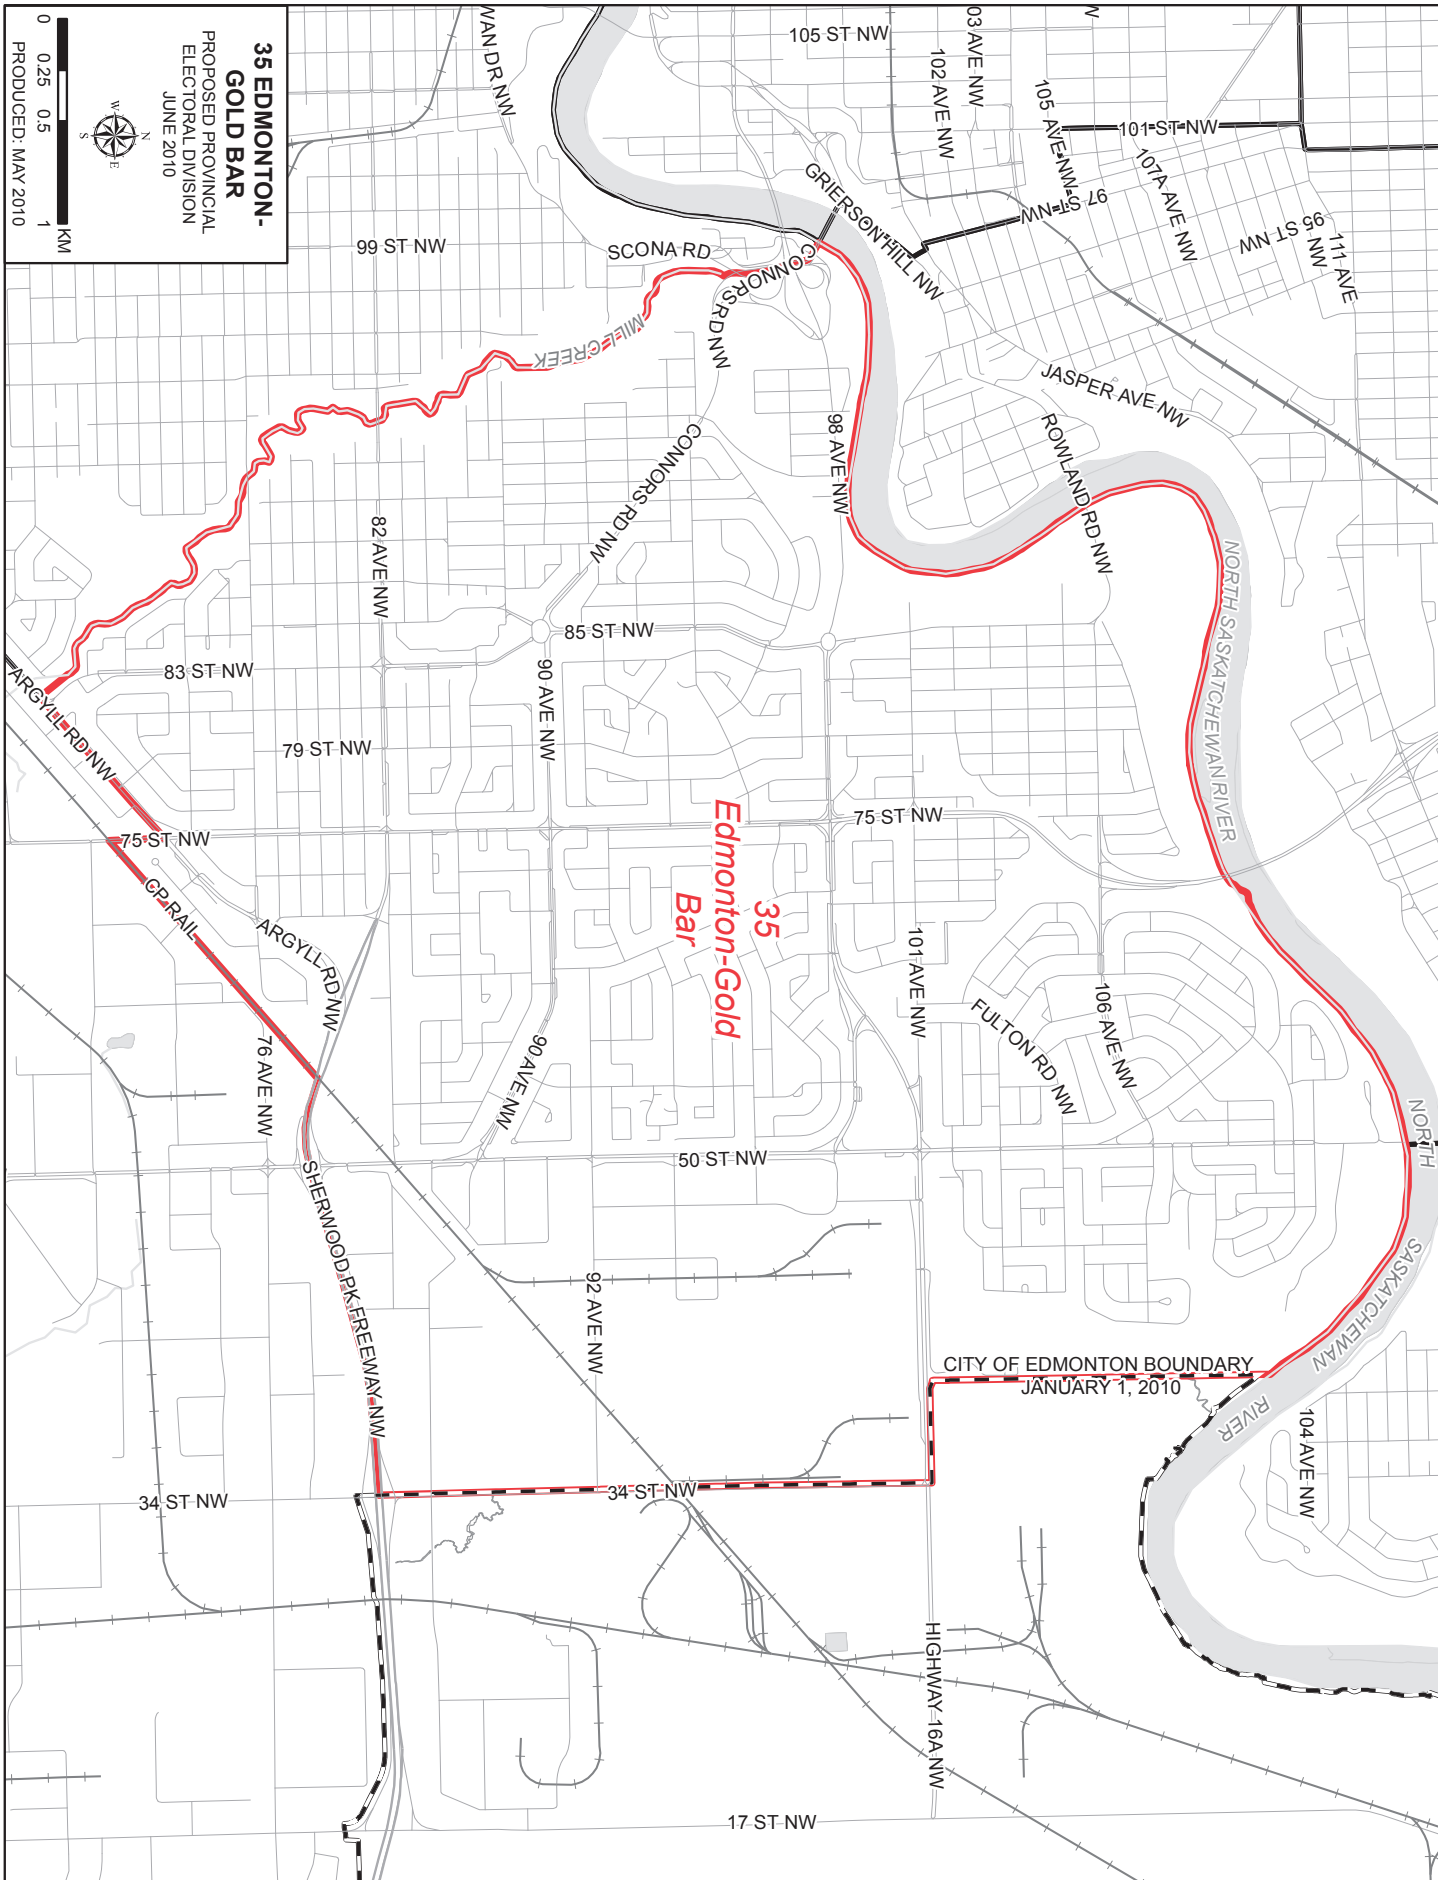 35 EDMONTON-
GOLD BAR
PROPOSED PROVINCIAL
ELECTORAL DIVISION
JUNE 2010
N
W
E
S
0 0.25 0.5 1
KM
PRODUCED: MAY 2010
VAN DR NW
105 ST NW
03 AVE NW
102 AVE NW
W
105 AVE NW
101 ST NW
107A AVE NW
97 ST NW
95 ST NW
111 AVE
NW
GRIERSON HILL NW
99 ST NW
SCONA RD
CONNORS RD NW
MILL CREEK
JASPER AVE NW
ROWLAND RD NW
98 AVE NW
CONNORS RD NW
82 AVE NW
NORTH SASKATCHEWAN RIVER
85 ST NW
83 ST NW
90 AVE NW
ARGYLL RD NW
79 ST NW
75 ST NW
75 ST NW
35
Edmonton-Gold
Bar
CP RAIL
ARGYLL RD NW
101 AVE NW
106 AVE NW
FULTON RD NW
76 AVE NW
90 AVE NW
50 ST NW
NORTH
SASKATCHEWAN
RIVER
SHERWOOD PK FREEWAY NW
92 AVE NW
CITY OF EDMONTON BOUNDARY
JANUARY 1, 2010
104 AVE NW
34 ST NW
34 ST NW
HIGHWAY 16A NW
17 ST NW